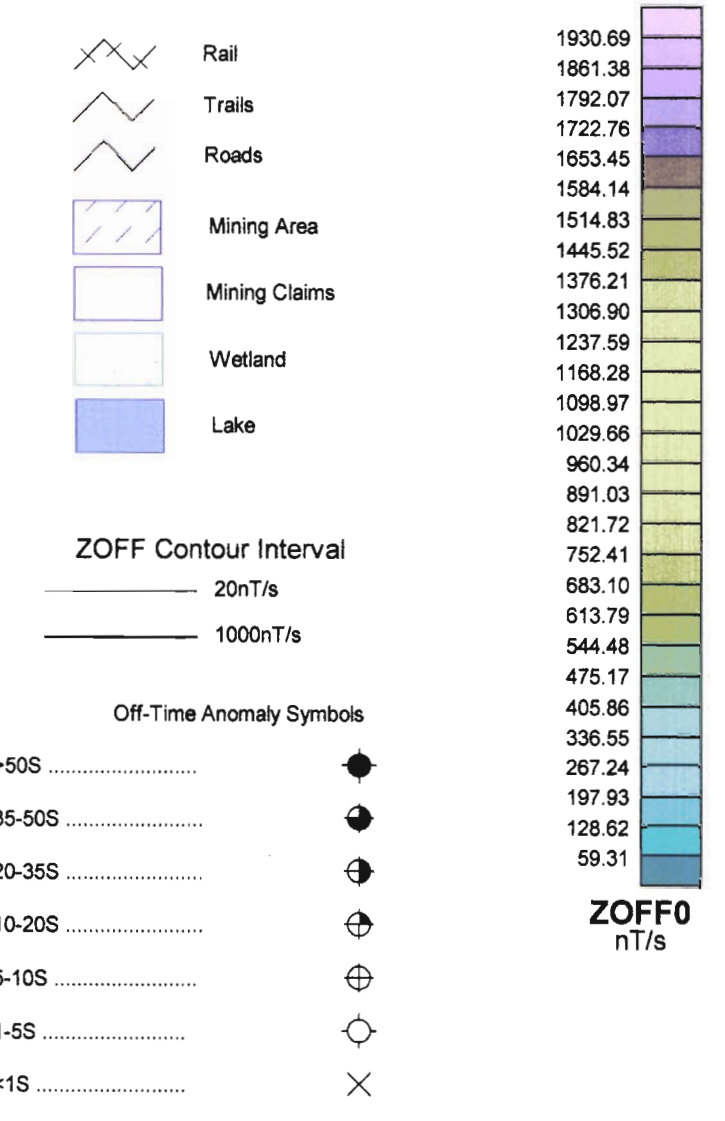 Rail
Trails
Roads
Mining Area
Mining Claims
Wetland
Lake
ZOFF Contour Interval
20nT/s
1000nT/s
Off-Time Anomaly Symbols
>50S ..........................
35-50S ........................
20-35S ........................
10-20S ........................
5-10S .........................
1-5S .........................
<1S ..........................
1930.69
1861.38
1792.07
1722.76
1653.45
1584.14
1514.83
1445.52
1376.21
1306.90
1237.59
1168.28
1098.97
1029.66
960.34
891.03
821.72
752.41
683.10
613.79
544.48
475.17
405.86
336.55
267.24
197.93
128.62
59.31
ZOFF0
nT/s